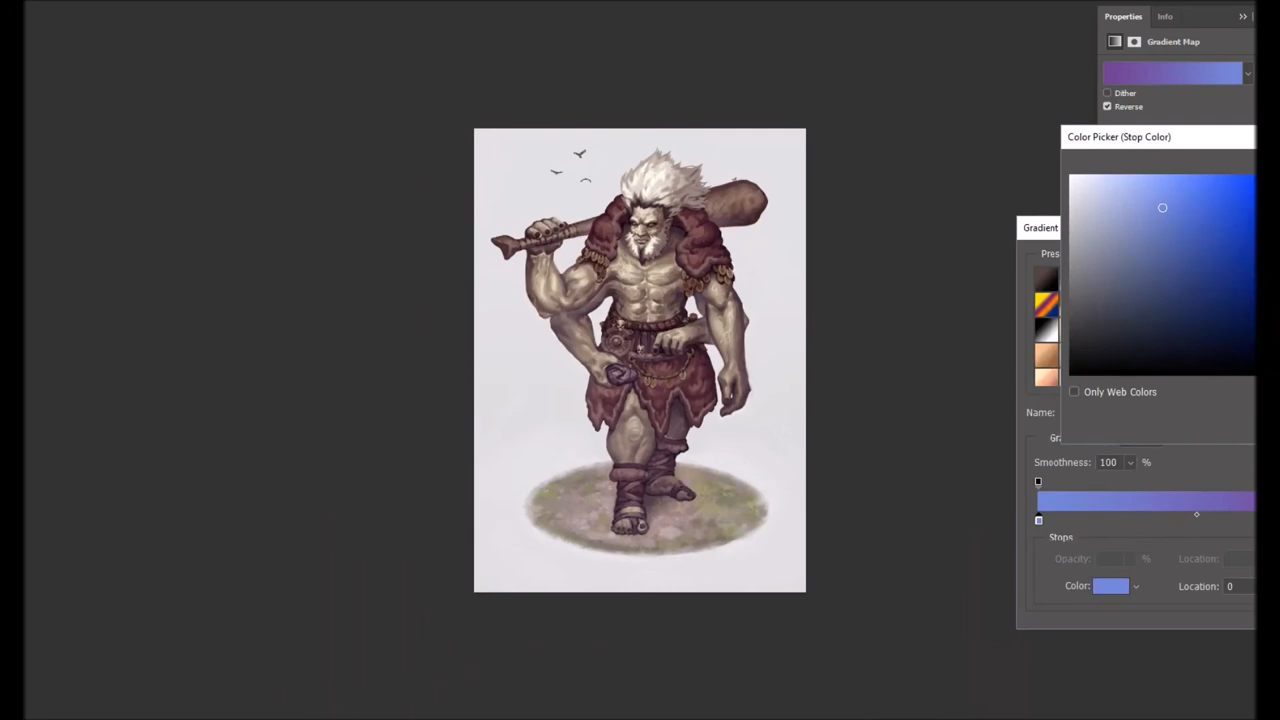 Properties Info
Gradient Map
Dither
Reverse
Color Picker (Stop Color)
Gradient
Only Web Colors
Name:
Smoothness: 100 %
Stops
Opacity: % Location:
Color: Location: 0